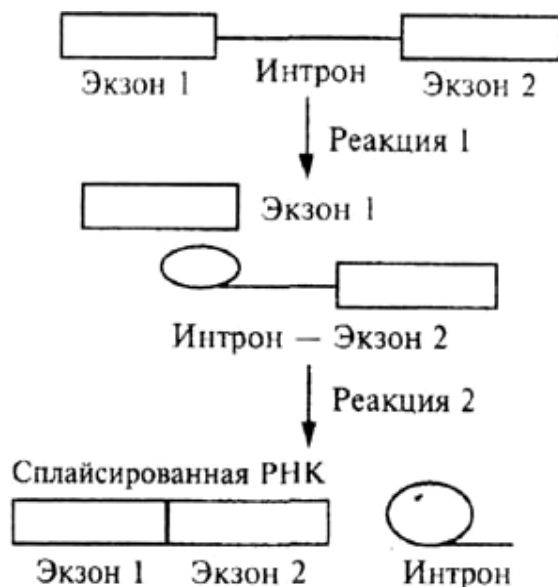 Экзон 1 Интрон Экзон 2
Реакция 1
Экзон 1
Интрон — Экзон 2
Реакция 2
Сплайсированная РНК
Экзон 1 Экзон 2 Интрон